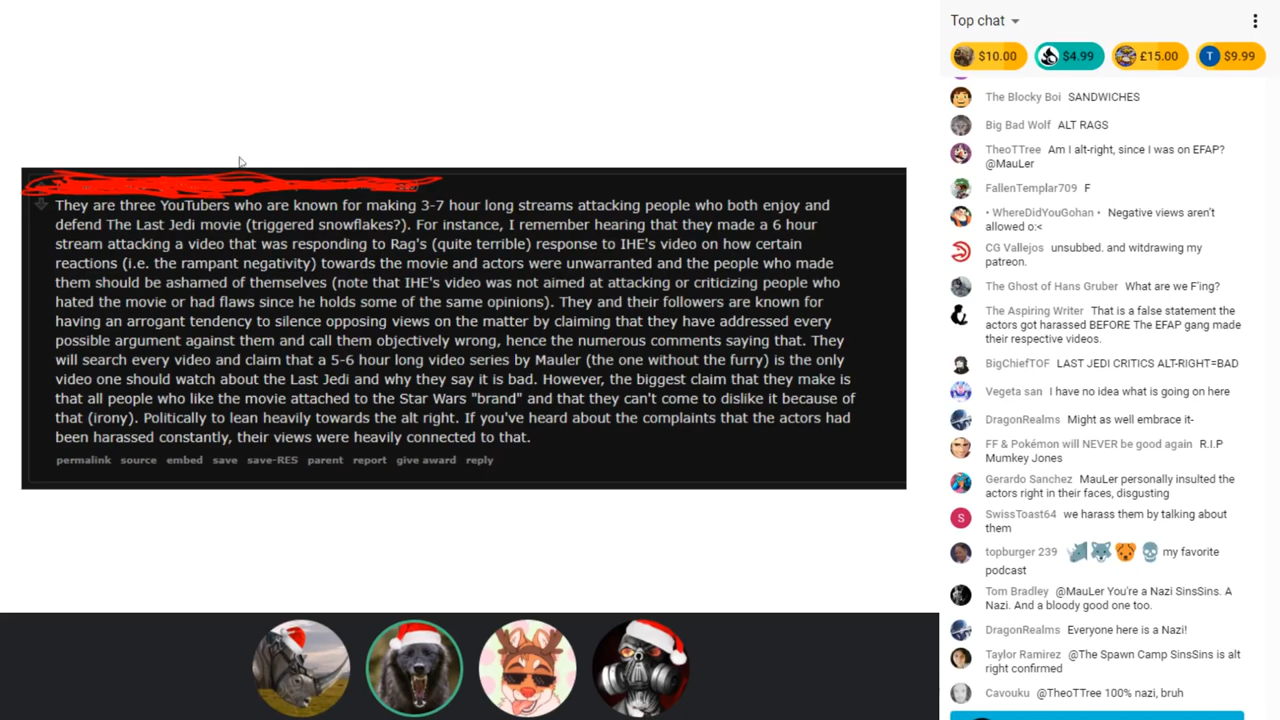 They are three YouTubers who are known for making 3-7 hour long streams attacking people who both enjoy and
defend The Last Jedi movie (triggered snowflakes?). For instance, I remember hearing that they made a 6 hour
stream attacking a video that was responding to Rag's (quite terrible) response to IHE's video on how certain
reactions (i.e. the rampant negativity) towards the movie and actors were unwarranted and the people who made
them should be ashamed of themselves (note that IHE's video was not aimed at attacking or criticizing people who
hated the movie or had flaws since he holds some of the same opinions). They and their followers are known for
having an arrogant tendency to silence opposing views on the matter by claiming that they have addressed every
possible argument against them and call them objectively wrong, hence the numerous comments saying that. They
will search every video and claim that a 5-6 hour long video series by Mauler (the one without the furry) is the only
video one should watch about the Last Jedi and why they say it is bad. However, the biggest claim that they make is
that all people who like the movie attached to the Star Wars "brand" and that they can't come to dislike it because of
that (irony). Politically to lean heavily towards the alt right. If you've heard about the complaints that the actors had
been harassed constantly, their views were heavily connected to that.
permalink source embed save save-RES parent report give award reply
Top chat
$10.00 $4.99 £15.00 T $9.99
The Blocky Boi SANDWICHES
Big Bad Wolf ALT RAGS
TheoTTree Am I alt-right, since I was on EFAP?
@MauLer
FallenTemplar709 F
• WhereDidYouGohan • Negative views aren't
allowed o:<
CG Vallejos unsubbed. and witdrawing my
patreon.
The Ghost of Hans Gruber What are we F'ing?
The Aspiring Writer That is a false statement the
actors got harassed BEFORE The EFAP gang made
their respective videos.
BigChiefTOF LAST JEDI CRITICS ALT-RIGHT=BAD
Vegeta san I have no idea what is going on here
DragonRealms Might as well embrace it-
FF & Pokémon will NEVER be good again R.I.P
Mumkey Jones
Gerardo Sanchez MauLer personally insulted the
actors right in their faces, disgusting
S SwissToast64 we harass them by talking about
them
topburger 239 my favorite
podcast
Tom Bradley @MauLer You're a Nazi SinsSins. A
Nazi. And a bloody good one too.
DragonRealms Everyone here is a Nazi!
Taylor Ramirez @The Spawn Camp SinsSins is alt
right confirmed
Cavouku @TheoTTree 100% nazi, bruh